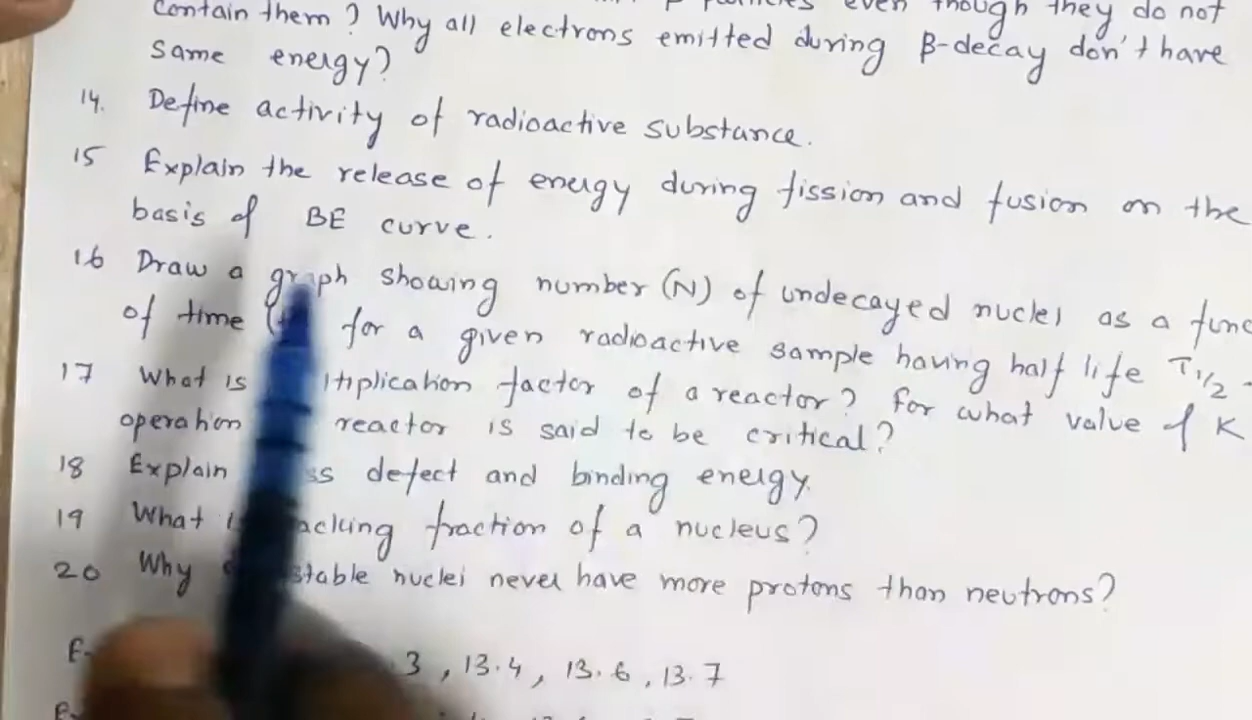 contain them ? Why all electrons emitted during β-decay don't have
same energy?
14. Define activity of radioactive substance.
15 Explain the release of energy during fission and fusion on the
basis of BE curve.
16 Draw a graph showing number (N) of undecayed nuclei as a func
of time for a given radioactive sample having half life T1/2
17 What is tiplication factor of a reactor? for what value of K
operation reactor is said to be critical?
18 Explain ss defect and binding energy.
19 What acking fraction of a nucleus?
20 Why stable nuclei never have more protons than neutrons?
3 , 13.4 , 13.6 , 13.7